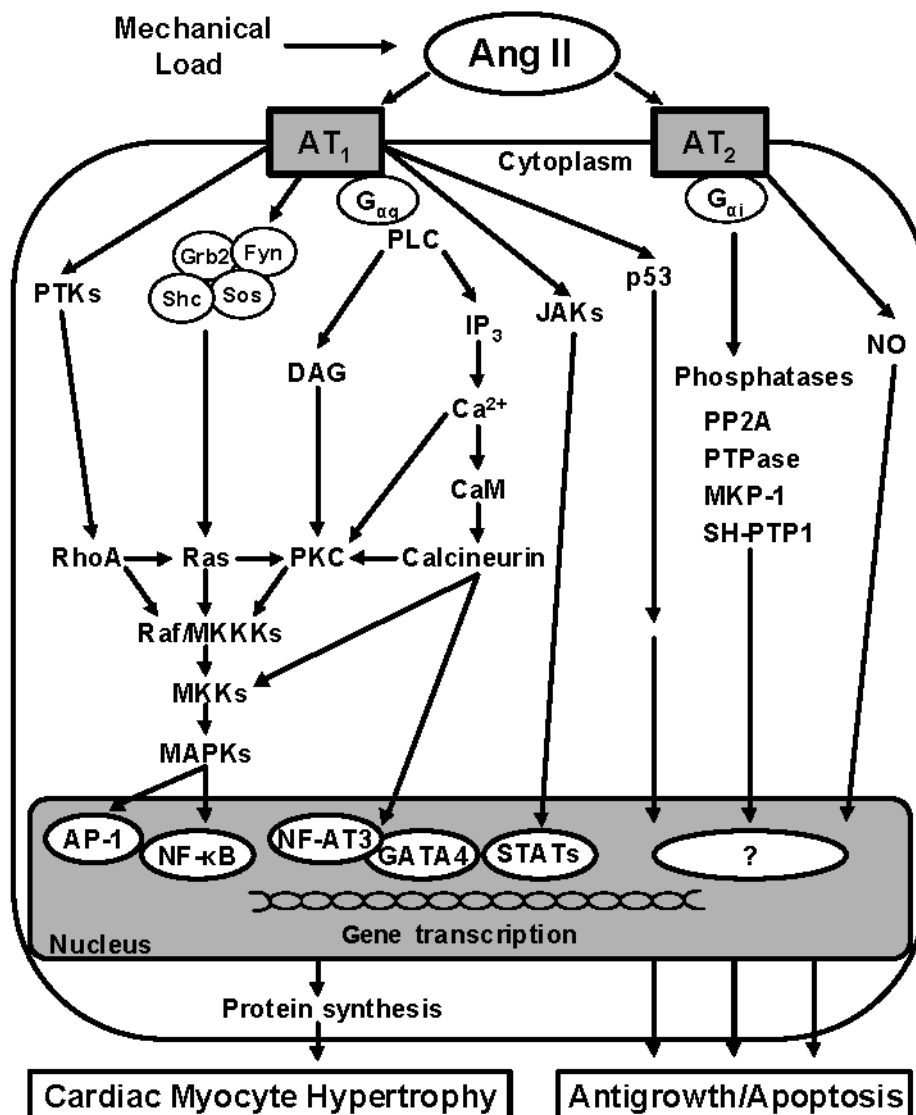 Mechanical
Load
Ang II
AT₁
Cytoplasm
AT₂
Gαq
Gαi
PLC
Grb2
Fyn
Shc
Sos
PTKs
p53
JAKs
IP₃
NO
DAG
Phosphatases
Ca²⁺
PP2A
PTPase
CaM
MKP-1
SH-PTP1
RhoA
Ras
PKC
Calcineurin
Raf/MKKKs
MKKs
MAPKs
AP-1
NF-κB
NF-AT3
GATA4
STATs
?
Gene transcription
Nucleus
Protein synthesis
Cardiac Myocyte Hypertrophy
Antigrowth/Apoptosis